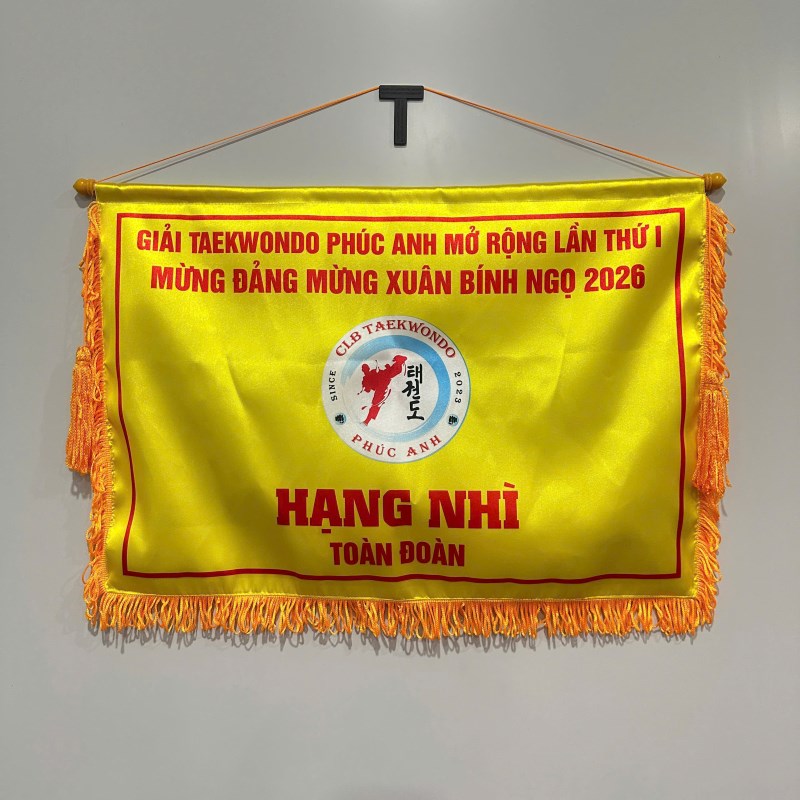 GIẢI TAEKWONDO PHÚC ANH MỞ RỘNG LẦN THỨ I
MỪNG ĐẢNG MỪNG XUÂN BÍNH NGỌ 2026
CLB TAEKWONDO
SINCE 2023
태권도
PHÚC ANH
HẠNG NHÌ
TOÀN ĐOÀN